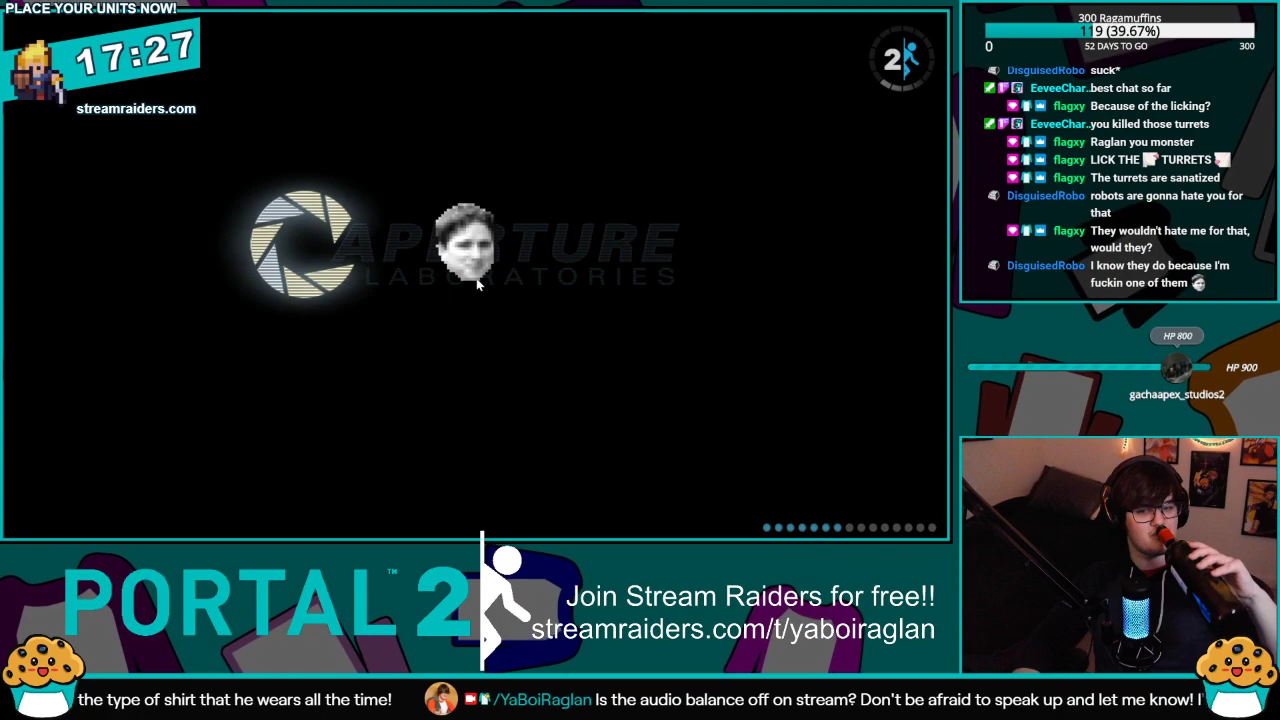 PLACE YOUR UNITS NOW!
17:27
streamraiders.com
2
APERTURE
LABORATORIES
300 Ragamuffins
119 (39.67%)
0
52 DAYS TO GO
300
DisguisedRobo suck*
EeveeChar.. best chat so far
flagxy Because of the licking?
EeveeChar.. you killed those turrets
flagxy Raglan you monster
flagxy LICK THE TURRETS
flagxy The turrets are sanatized
DisguisedRobo robots are gonna hate you for
that
flagxy They wouldn't hate me for that,
would they?
DisguisedRobo I know they do because I'm
fuckin one of them
HP 800
HP 900
gachaapex_studios2
PORTAL™ 2
Join Stream Raiders for free!!
streamraiders.com/t/yaboiraglan
the type of shirt that he wears all the time! /YaBoiRaglan Is the audio balance off on stream? Don't be afraid to speak up and let me know! I'